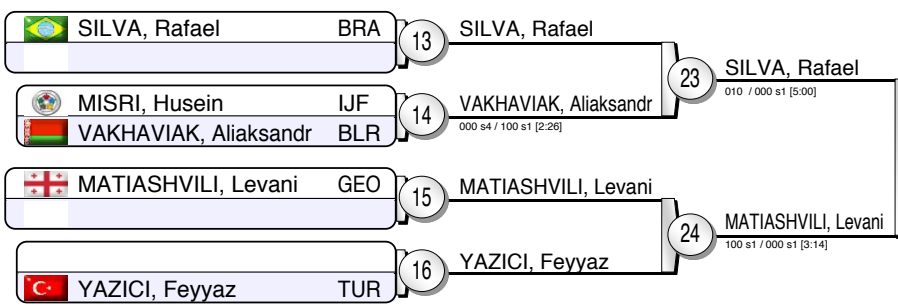 SILVA, Rafael BRA
13
SILVA, Rafael
23
SILVA, Rafael
010 / 000 s1 [5:00]
MISRI, Husein IJF
VAKHAVIAK, Aliaksandr BLR
14
VAKHAVIAK, Aliaksandr
000 s4 / 100 s1 [2:26]
MATIASHVILI, Levani GEO
15
MATIASHVILI, Levani
24
MATIASHVILI, Levani
100 s1 / 000 s1 [3:14]
YAZICI, Feyyaz TUR
16
YAZICI, Feyyaz